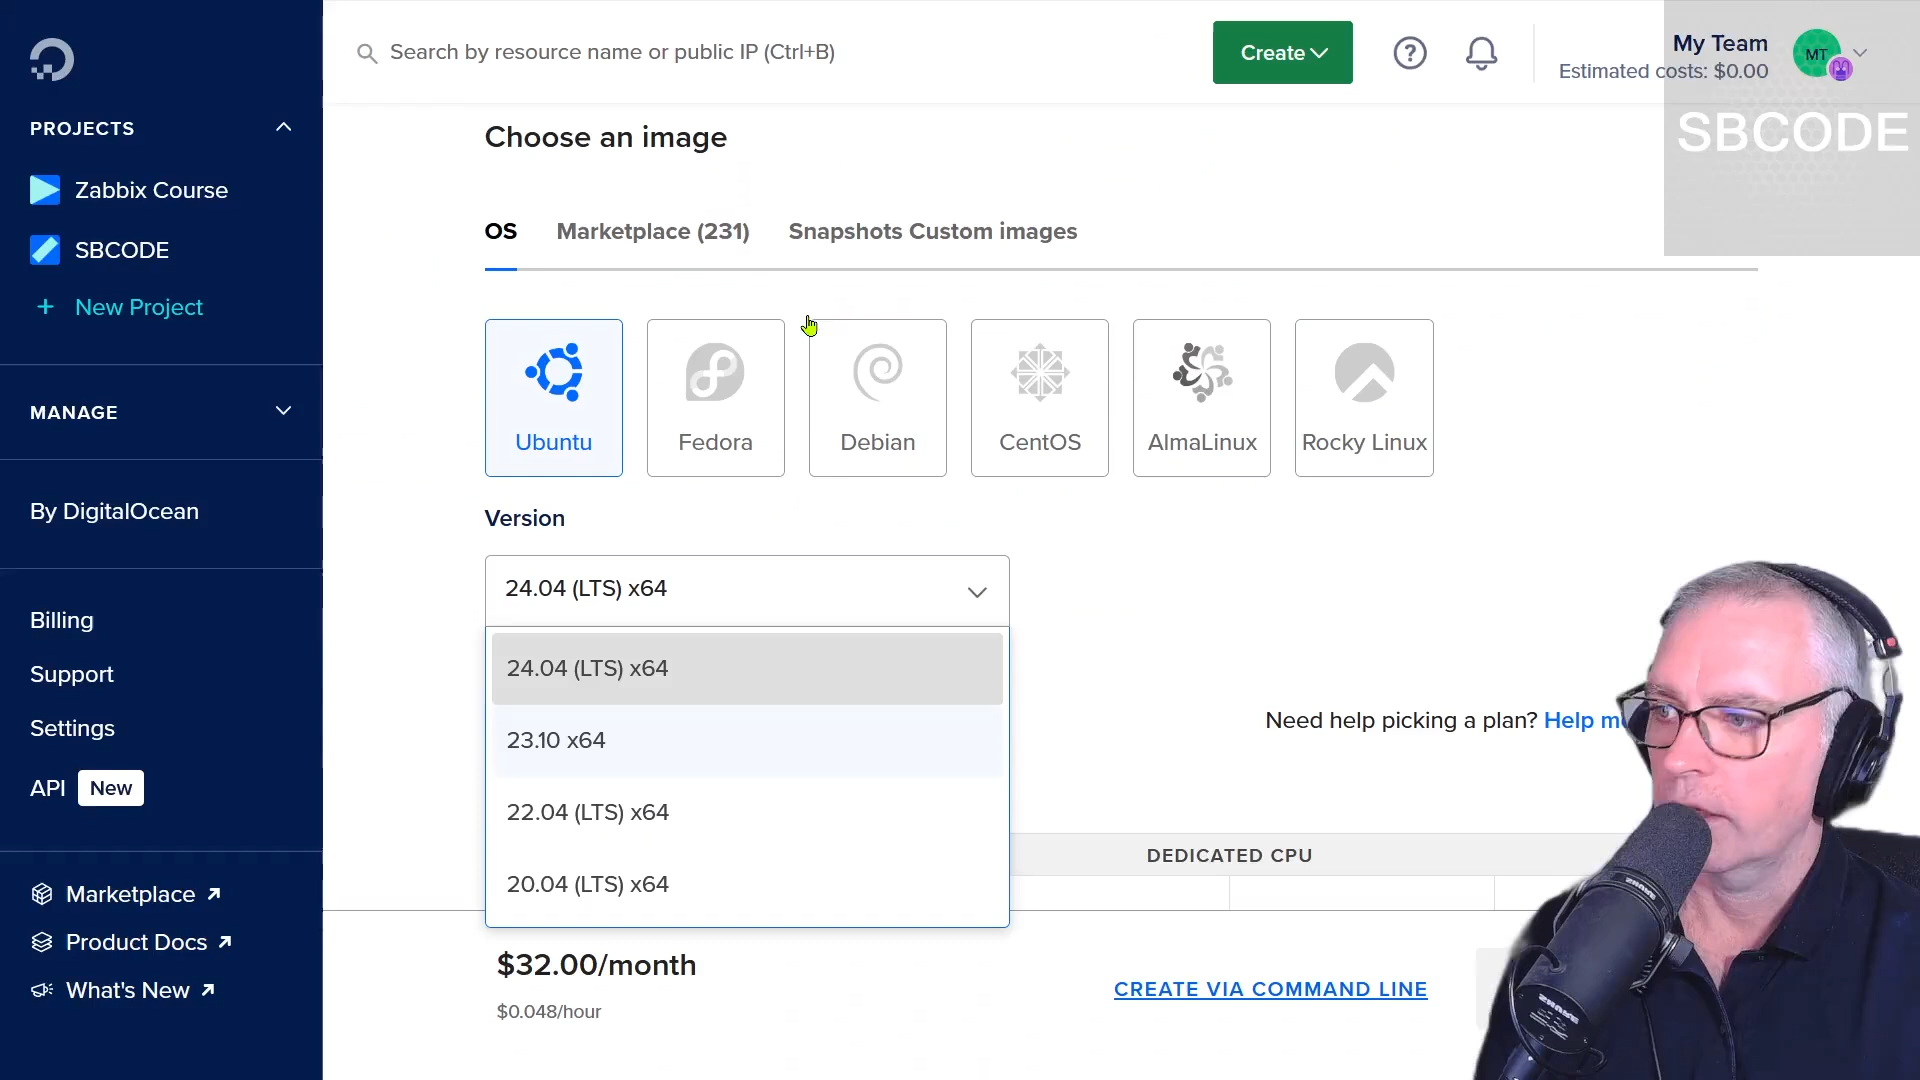 Search by resource name or public IP (Ctrl+B)
Create
My Team
Estimated costs: $0.00
MT
SBCODE
PROJECTS
Zabbix Course
SBCODE
+ New Project
MANAGE
By DigitalOcean
Billing
Support
Settings
API New
Marketplace
Product Docs
What's New
Choose an image
OS Marketplace (231) Snapshots Custom images
Ubuntu
Fedora
Debian
CentOS
AlmaLinux
Rocky Linux
Version
24.04 (LTS) x64
24.04 (LTS) x64
23.10 x64
22.04 (LTS) x64
20.04 (LTS) x64
Need help picking a plan? Help
DEDICATED CPU
$32.00/month
$0.048/hour
CREATE VIA COMMAND LINE